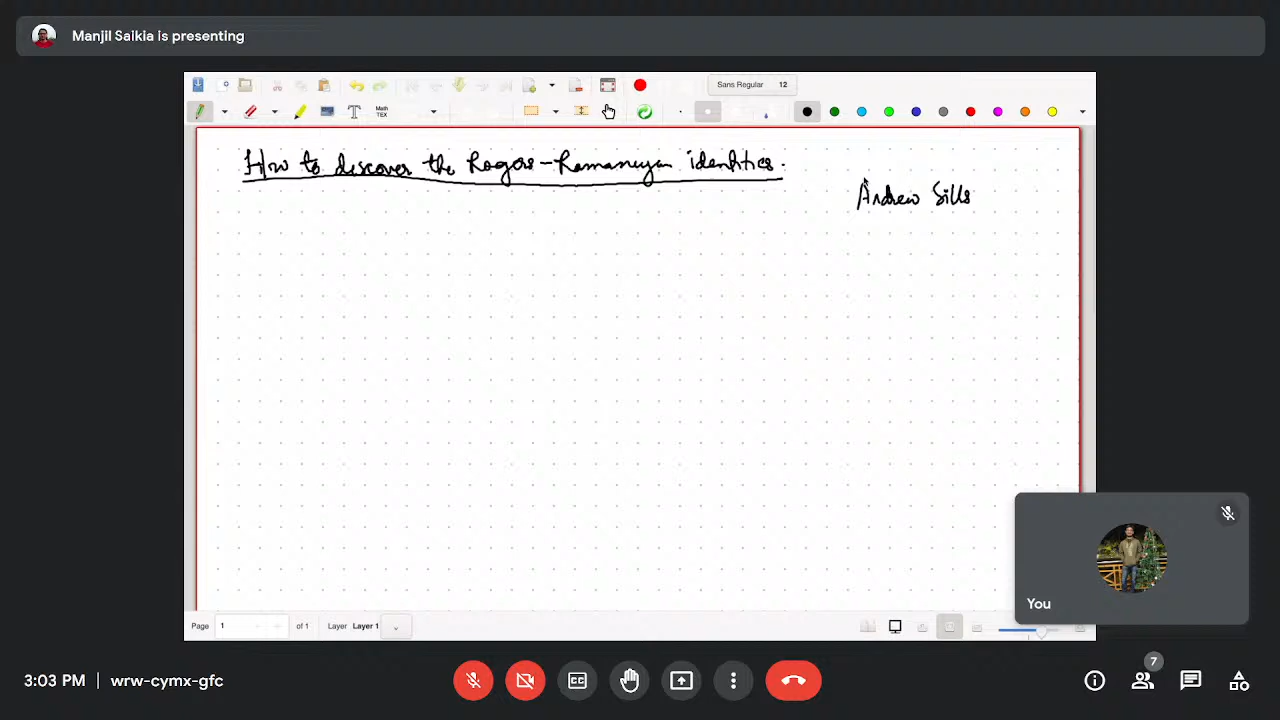 Manjil Saikia is presenting
Sans Regular 12
Math
TEX
How to discover the Rogers-Ramanujan identities.
Andrew Sills
You
Page 1 of 1 Layer Layer 1
7
3:03 PM | wrw-cymx-gfc